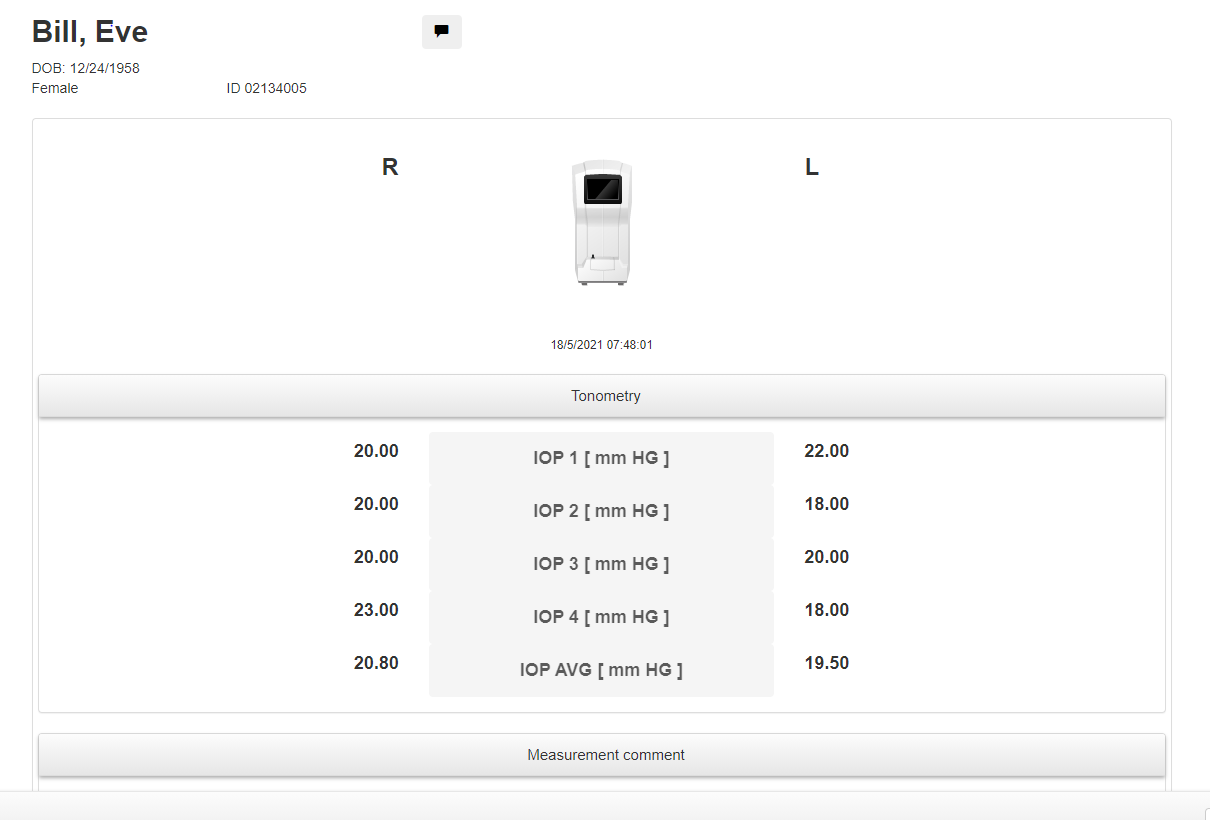 Bill, Eve
DOB: 12/24/1958
Female ID 02134005
R L
18/5/2021 07:48:01
Tonometry
20.00 IOP 1 [ mm HG ] 22.00
20.00 IOP 2 [ mm HG ] 18.00
20.00 IOP 3 [ mm HG ] 20.00
23.00 IOP 4 [ mm HG ] 18.00
20.80 IOP AVG [ mm HG ] 19.50
Measurement comment